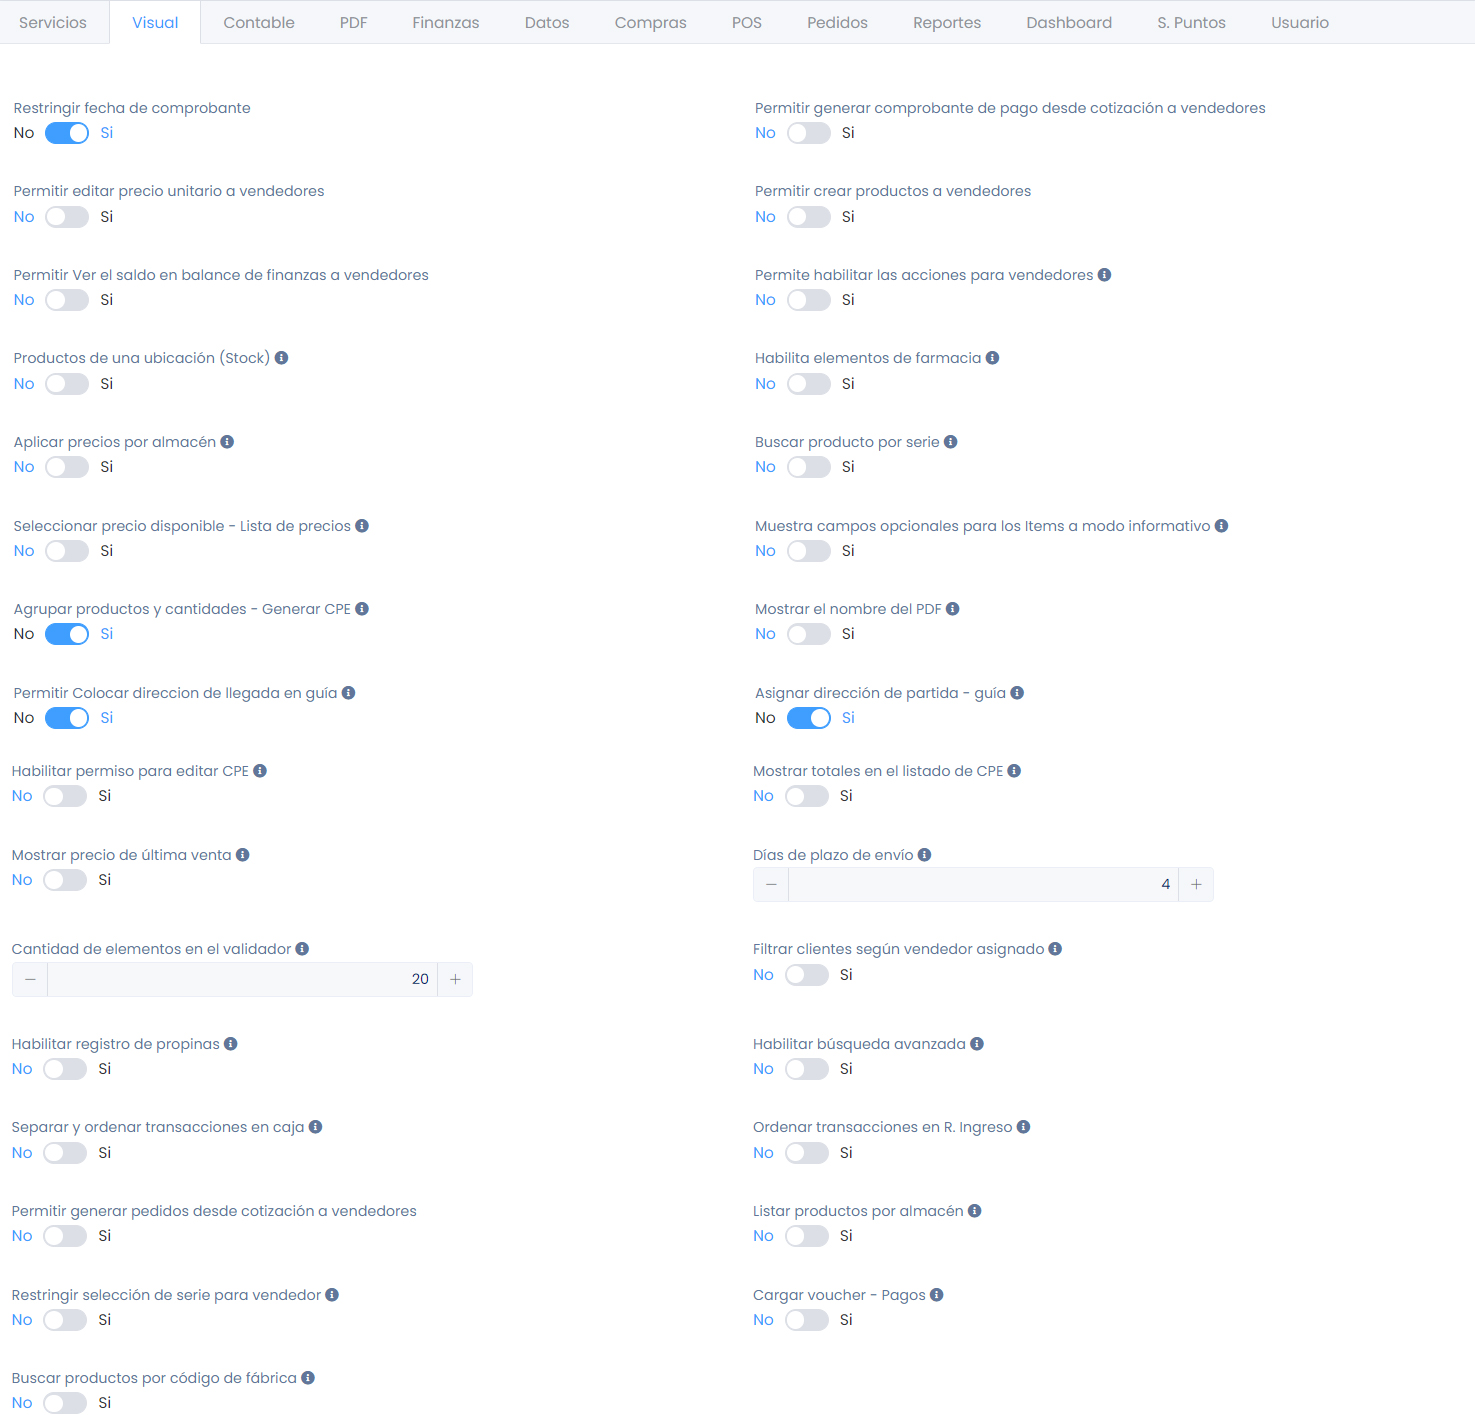 Servicios Visual Contable PDF Finanzas Datos Compras POS Pedidos Reportes Dashboard S. Puntos Usuario
Restringir fecha de comprobante
No Si
Permitir generar comprobante de pago desde cotización a vendedores
No Si
Permitir editar precio unitario a vendedores
No Si
Permitir crear productos a vendedores
No Si
Permitir Ver el saldo en balance de finanzas a vendedores
No Si
Permite habilitar las acciones para vendedores
No Si
Productos de una ubicación (Stock)
No Si
Habilita elementos de farmacia
No Si
Aplicar precios por almacén
No Si
Buscar producto por serie
No Si
Seleccionar precio disponible - Lista de precios
No Si
Muestra campos opcionales para los Items a modo informativo
No Si
Agrupar productos y cantidades - Generar CPE
No Si
Mostrar el nombre del PDF
No Si
Permitir Colocar direccion de llegada en guía
No Si
Asignar dirección de partida - guía
No Si
Habilitar permiso para editar CPE
No Si
Mostrar totales en el listado de CPE
No Si
Mostrar precio de última venta
No Si
Días de plazo de envío
4
Cantidad de elementos en el validador
20
Filtrar clientes según vendedor asignado
No Si
Habilitar registro de propinas
No Si
Habilitar búsqueda avanzada
No Si
Separar y ordenar transacciones en caja
No Si
Ordenar transacciones en R. Ingreso
No Si
Permitir generar pedidos desde cotización a vendedores
No Si
Listar productos por almacén
No Si
Restringir selección de serie para vendedor
No Si
Cargar voucher - Pagos
No Si
Buscar productos por código de fábrica
No Si